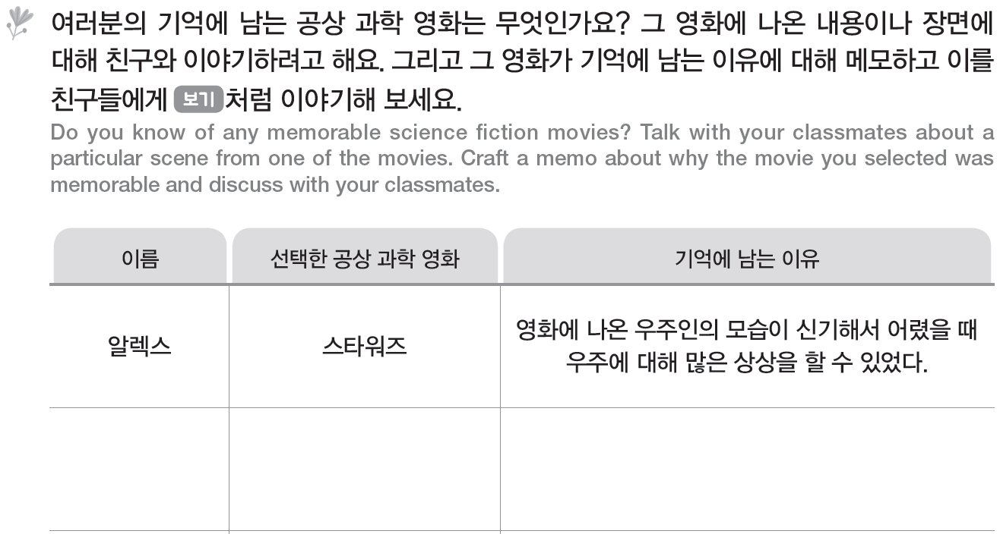 여러분의 기억에 남는 공상 과학 영화는 무엇인가요? 그 영화에 나온 내용이나 장면에
대해 친구와 이야기하려고 해요. 그리고 그 영화가 기억에 남는 이유에 대해 메모하고 이를
친구들에게 보기처럼 이야기해 보세요.
Do you know of any memorable science fiction movies? Talk with your classmates about a
particular scene from one of the movies. Craft a memo about why the movie you selected was
memorable and discuss with your classmates.
이름 선택한 공상 과학 영화 기억에 남는 이유
알렉스 스타워즈 영화에 나온 우주인의 모습이 신기해서 어렸을 때
우주에 대해 많은 상상을 할 수 있었다.